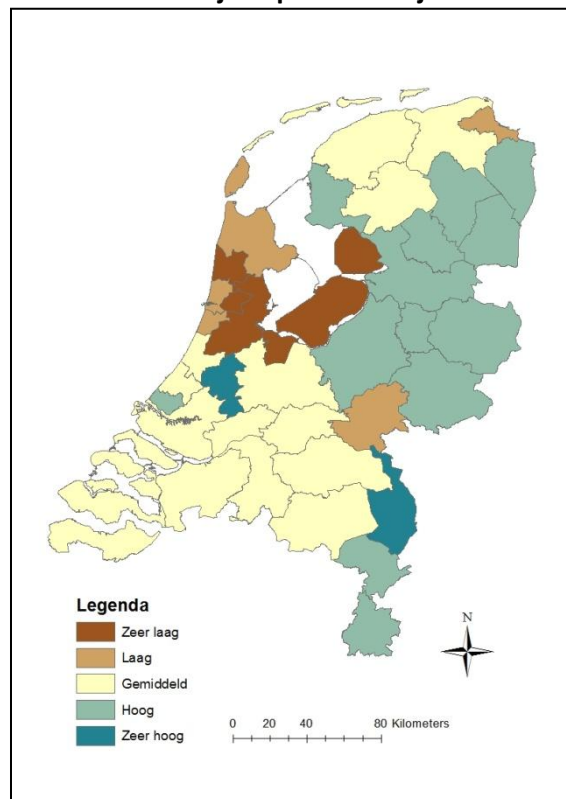 Legenda
Zeer laag
Laag
Gemiddeld
Hoog
Zeer hoog
N
0 20 40 80 Kilometers